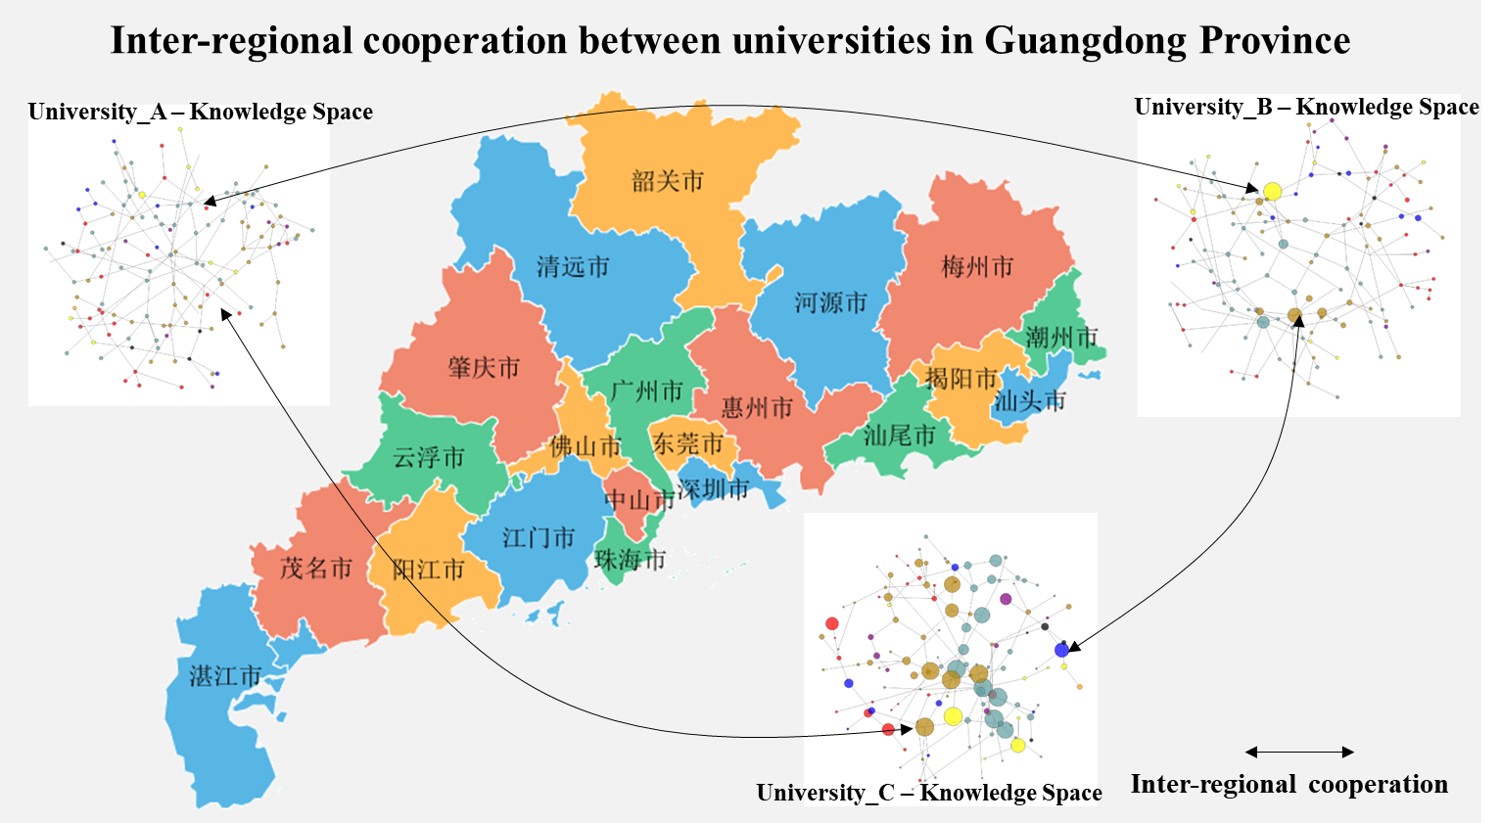 Inter-regional cooperation between universities in Guangdong Province
University_A – Knowledge Space
University_B – Knowledge Space
韶关市
清远市
梅州市
河源市
潮州市
肇庆市
广州市
揭阳市
汕头市
惠州市
汕尾市
佛山市
东莞市
云浮市
深圳市
中山市
江门市
珠海市
茂名市
阳江市
湛江市
University_C – Knowledge Space
Inter-regional cooperation